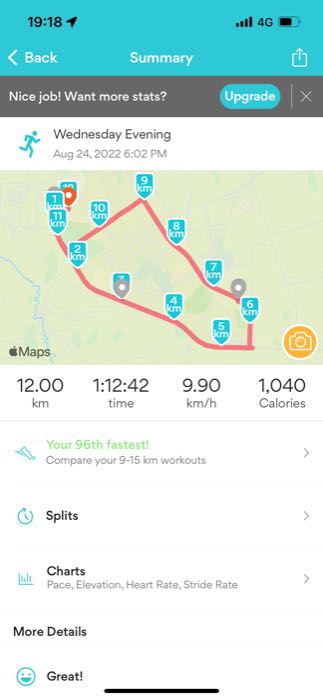 19:18
4G
Back
Summary
Nice job! Want more stats?
Upgrade
Wednesday Evening
Aug 24, 2022 6:02 PM
9
km
1
km
10
km
11
km
8
km
2
km
7
km
6
km
4
km
5
km
Maps
12.00
1:12:42
9.90
1,040
km
time
km/h
Calories
Your 96th fastest!
Compare your 9-15 km workouts
Splits
Charts
Pace, Elevation, Heart Rate, Stride Rate
More Details
Great!